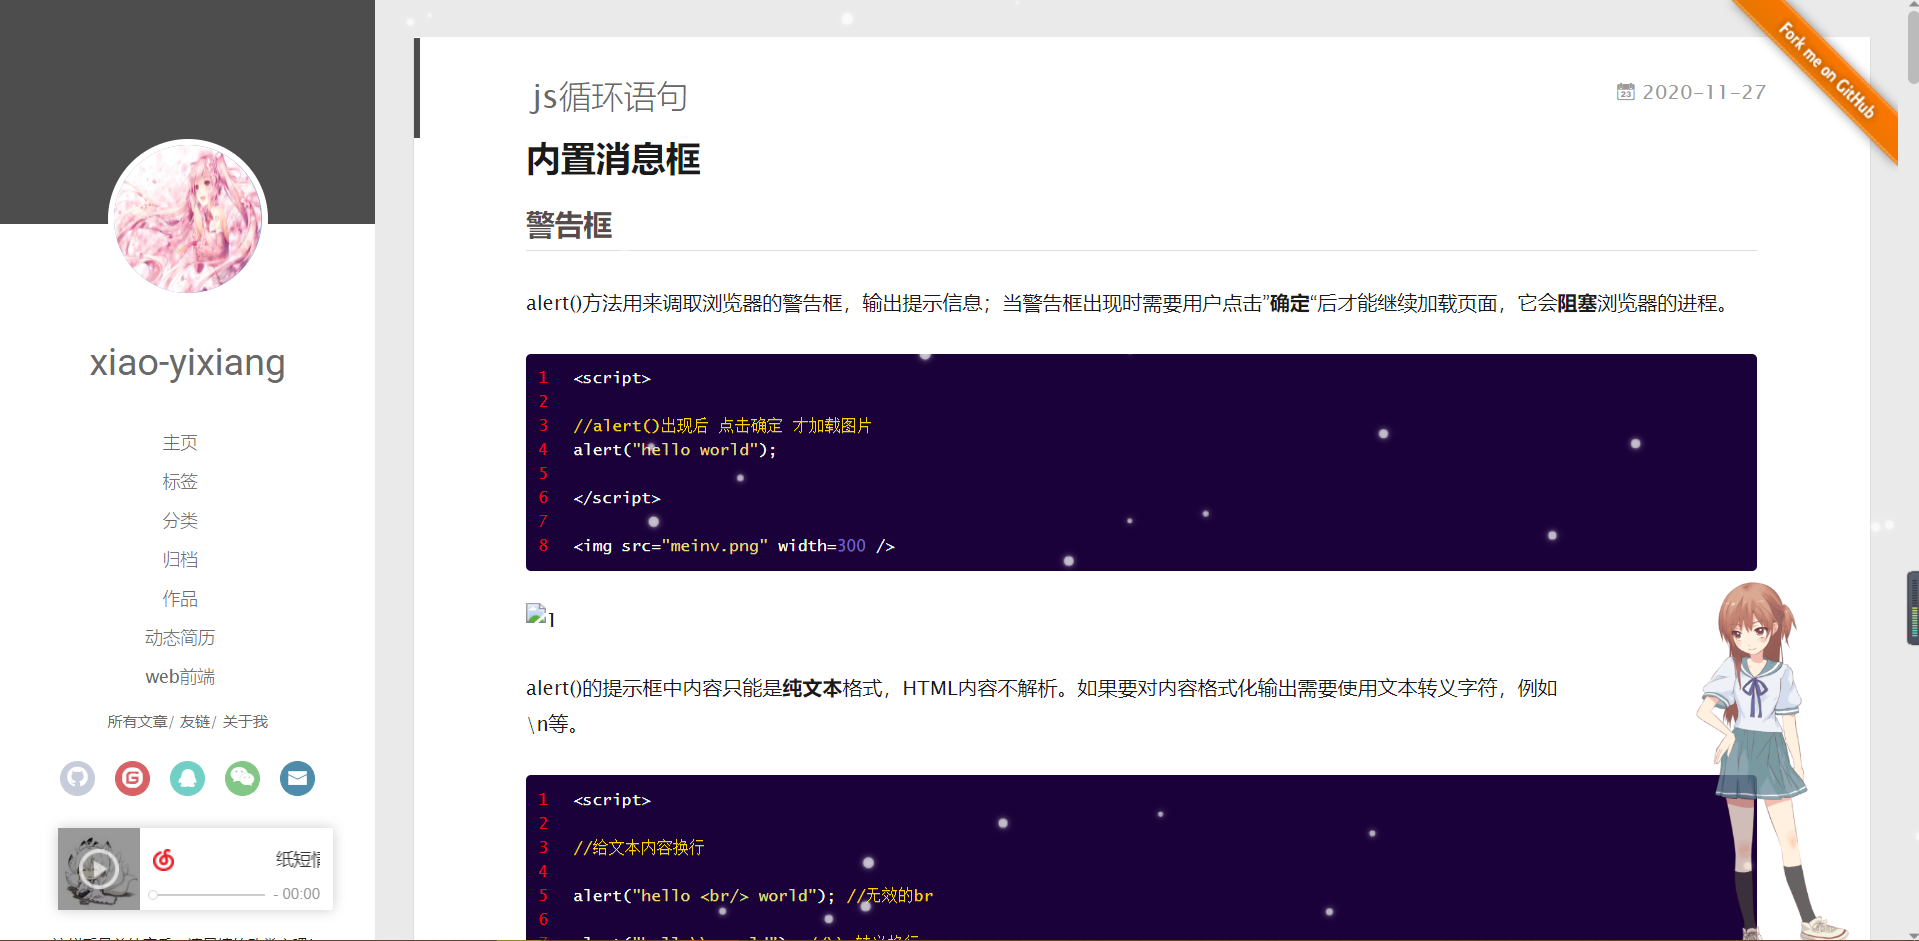 xiao-yixiang
主页
标签
分类
归档
作品
动态简历
web前端
所有文章/ 友链/ 关于我
纸短情
- 00:00
js循环语句
2020-11-27
Fork me on GitHub
内置消息框
警告框
alert()方法用来调取浏览器的警告框，输出提示信息；当警告框出现时需要用户点击”确定“后才能继续加载页面，它会阻塞浏览器的进程。
1 <script>
2
3 //alert()出现后 点击确定 才加载图片
4 alert("hello world");
5
6 </script>
7
8 <img src="meinv.png" width=300 />
1
alert()的提示框中内容只能是纯文本格式，HTML内容不解析。如果要对内容格式化输出需要使用文本转义字符，例如
\n等。
1 <script>
2
3 //给文本内容换行
4
5 alert("hello <br/> world"); //无效的br
6